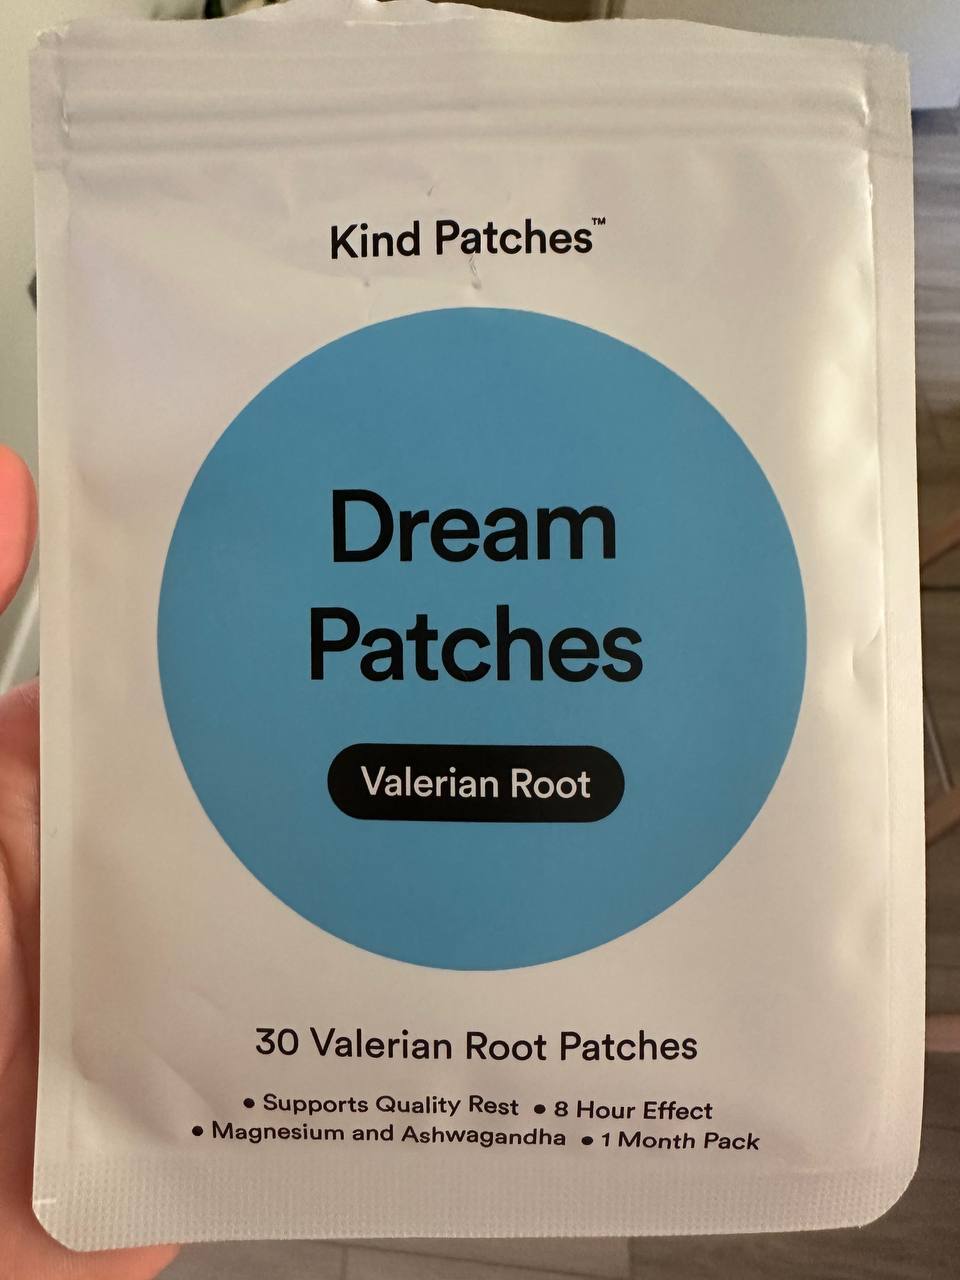 Kind Patches™
Dream
Patches
Valerian Root
30 Valerian Root Patches
• Supports Quality Rest • 8 Hour Effect
• Magnesium and Ashwagandha • 1 Month Pack